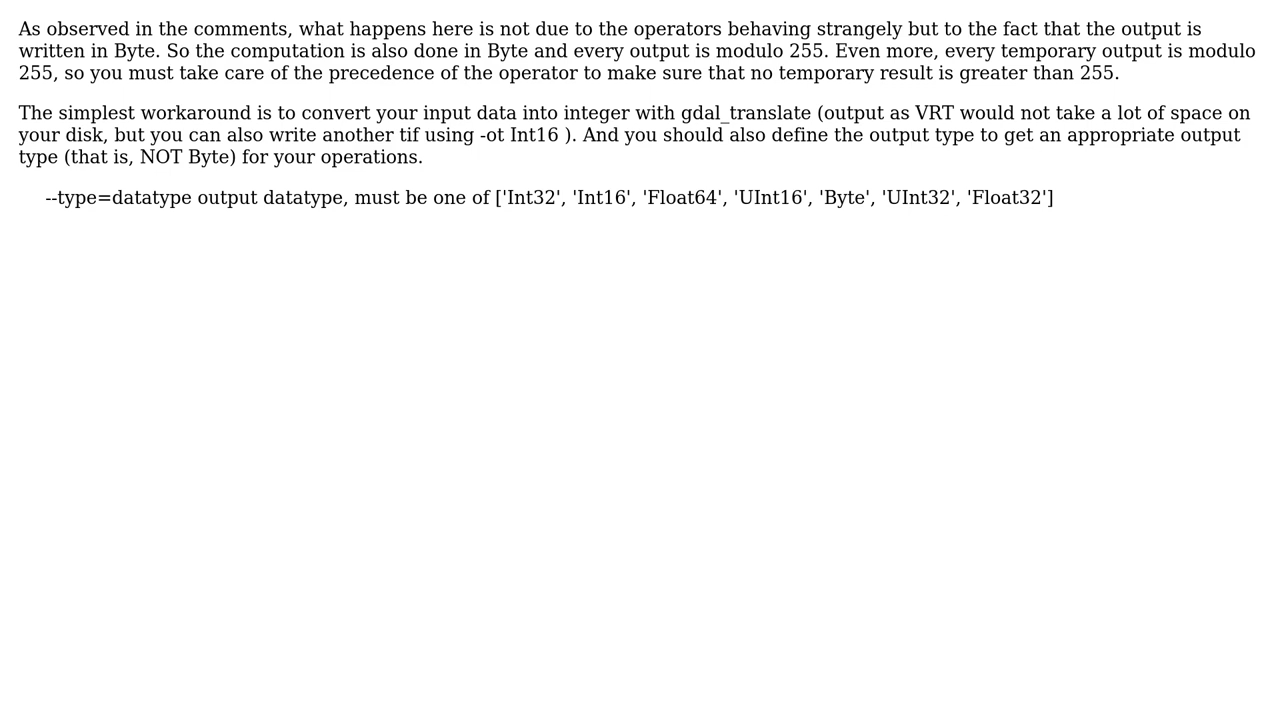 As observed in the comments, what happens here is not due to the operators behaving strangely but to the fact that the output is
written in Byte. So the computation is also done in Byte and every output is modulo 255. Even more, every temporary output is modulo
255, so you must take care of the precedence of the operator to make sure that no temporary result is greater than 255.
The simplest workaround is to convert your input data into integer with gdal_translate (output as VRT would not take a lot of space on
your disk, but you can also write another tif using -ot Int16 ). And you should also define the output type to get an appropriate output
type (that is, NOT Byte) for your operations.
--type=datatype output datatype, must be one of ['Int32', 'Int16', 'Float64', 'UInt16', 'Byte', 'UInt32', 'Float32']